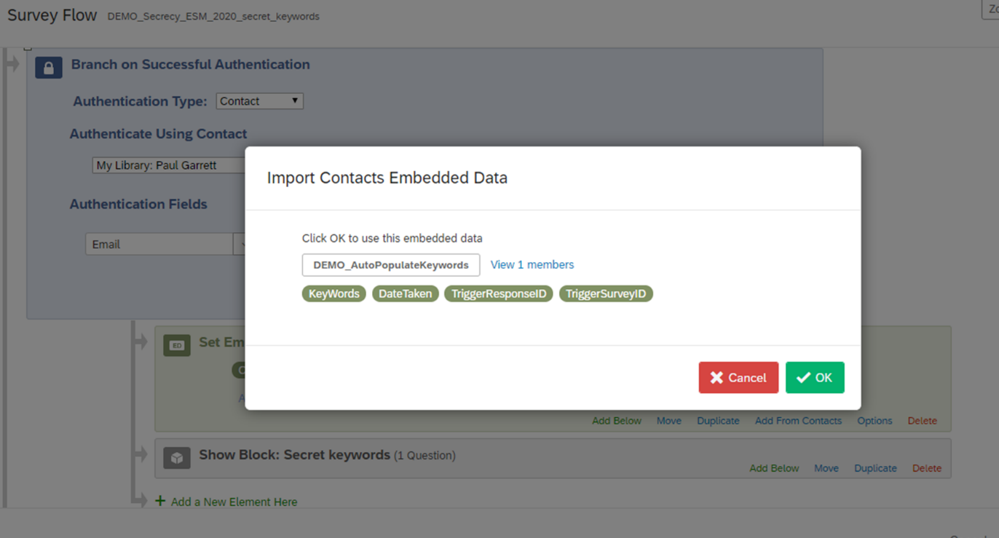 Survey Flow DEMO_Secrecy_ESM_2020_secret_keywords
Branch on Successful Authentication
Authentication Type: Contact
Authenticate Using Contact
My Library: Paul Garrett
Import Contacts Embedded Data
Authentication Fields
Click OK to use this embedded data
Email
DEMO_AutoPopulateKeywords View 1 members
KeyWords DateTaken TriggerResponseID TriggerSurveyID
ED Set Em
Cancel OK
Add Below Move Duplicate Add From Contacts Options Delete
Show Block: Secret keywords (1 Question)
Add Below Move Duplicate Delete
+ Add a New Element Here